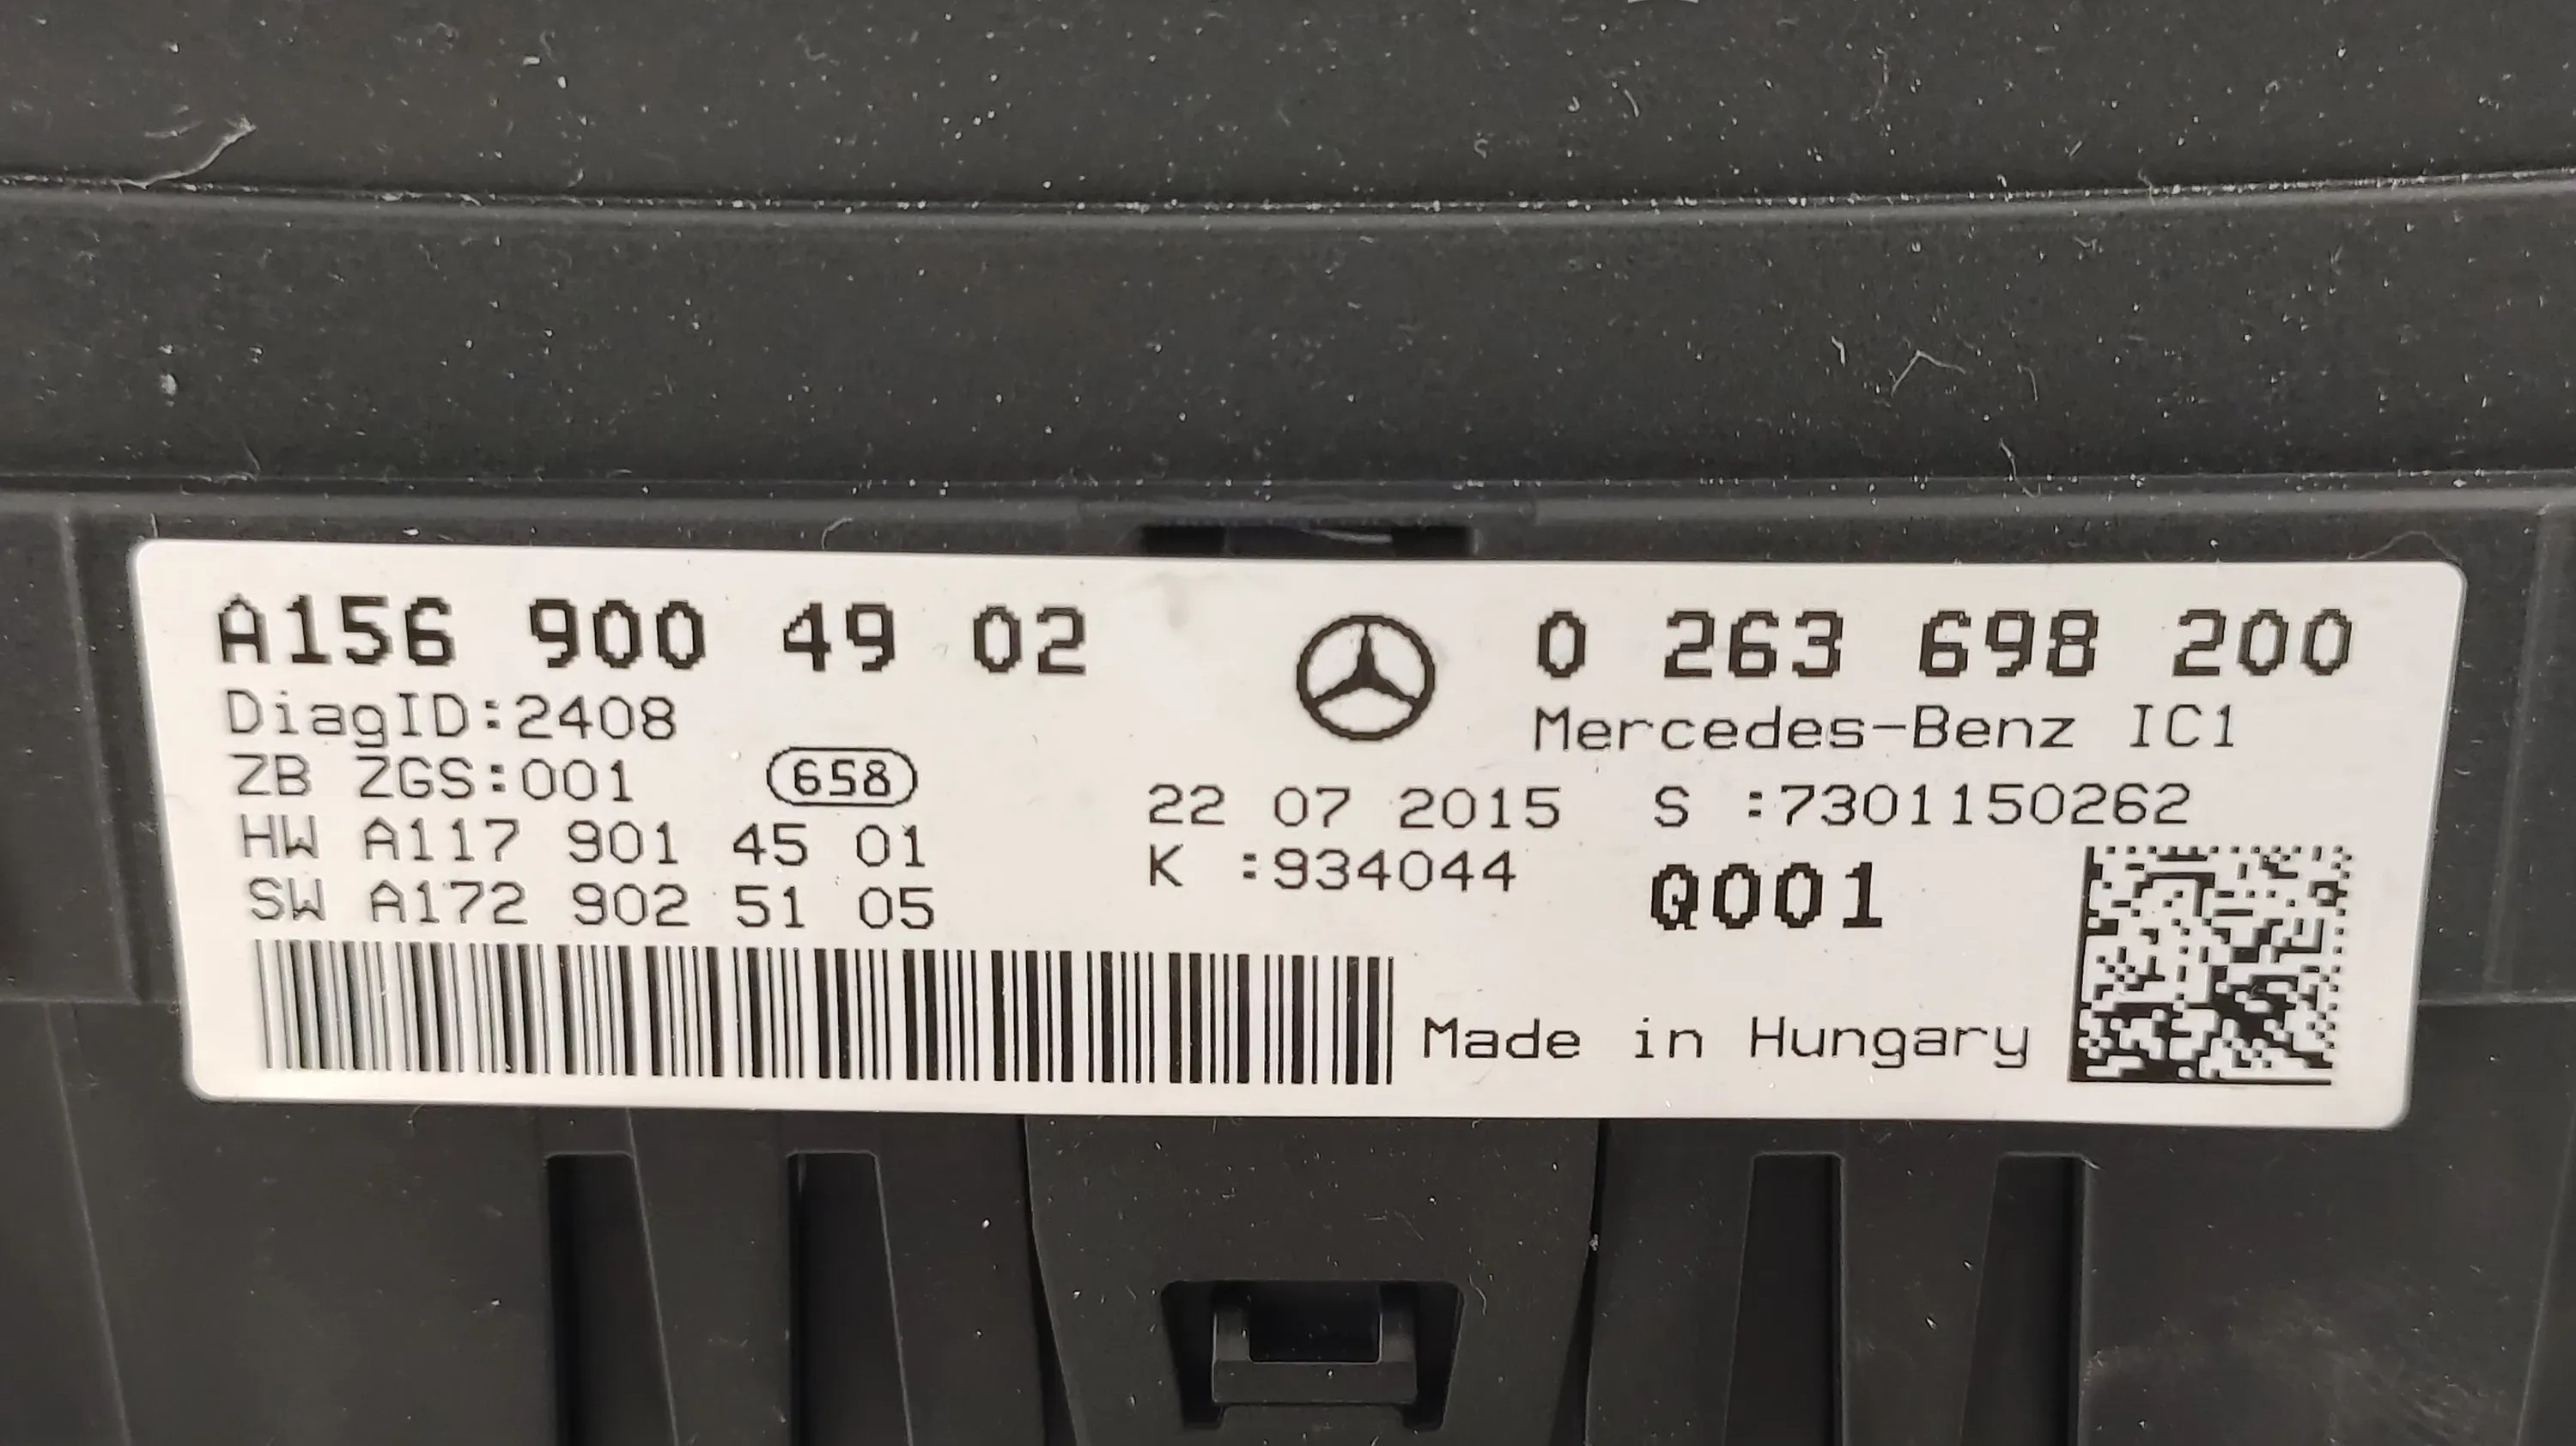 A156 900 49 02
DiagID:2408
ZB ZGS:001 658
HW A117 901 45 01
SW A172 902 51 05
0 263 698 200
Mercedes-Benz IC1
22 07 2015 S :7301150262
K :934044 Q001
Made in Hungary